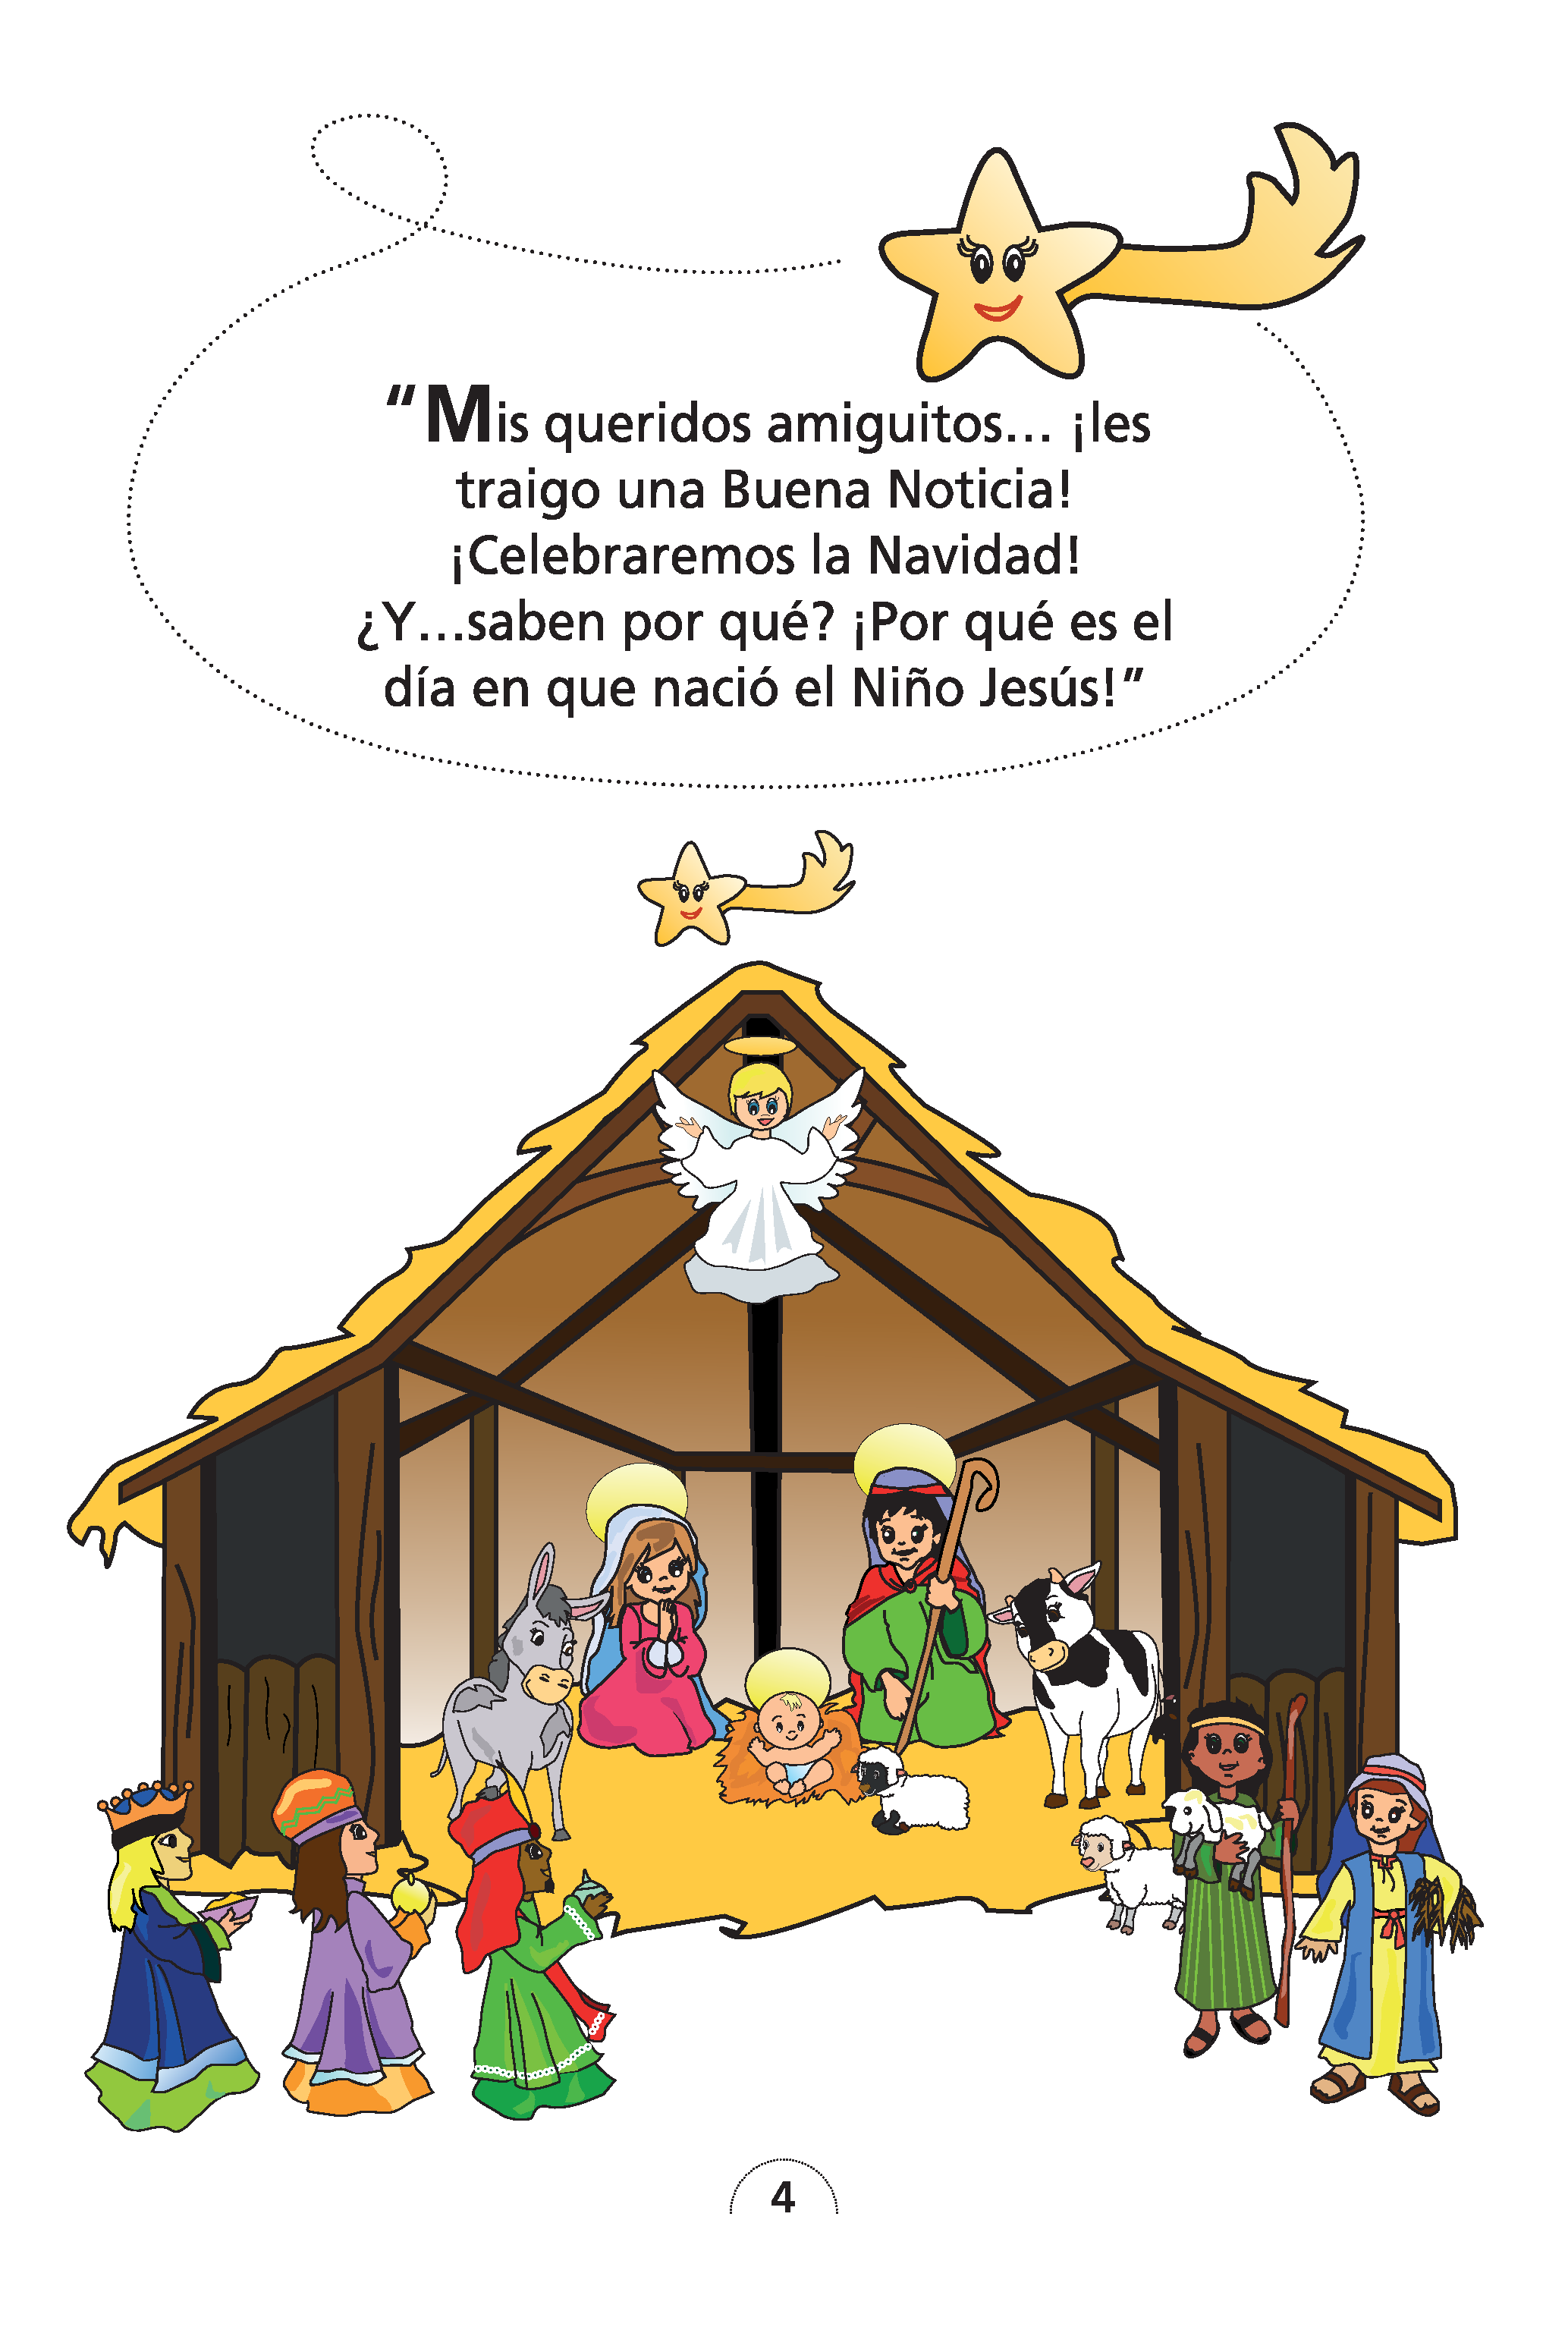 “Mis queridos amiguitos... ¡les
traigo una Buena Noticia!
¡Celebraremos la Navidad!
¿Y...saben por qué? ¡Por qué es el
día en que nació el Niño Jesús!”
4